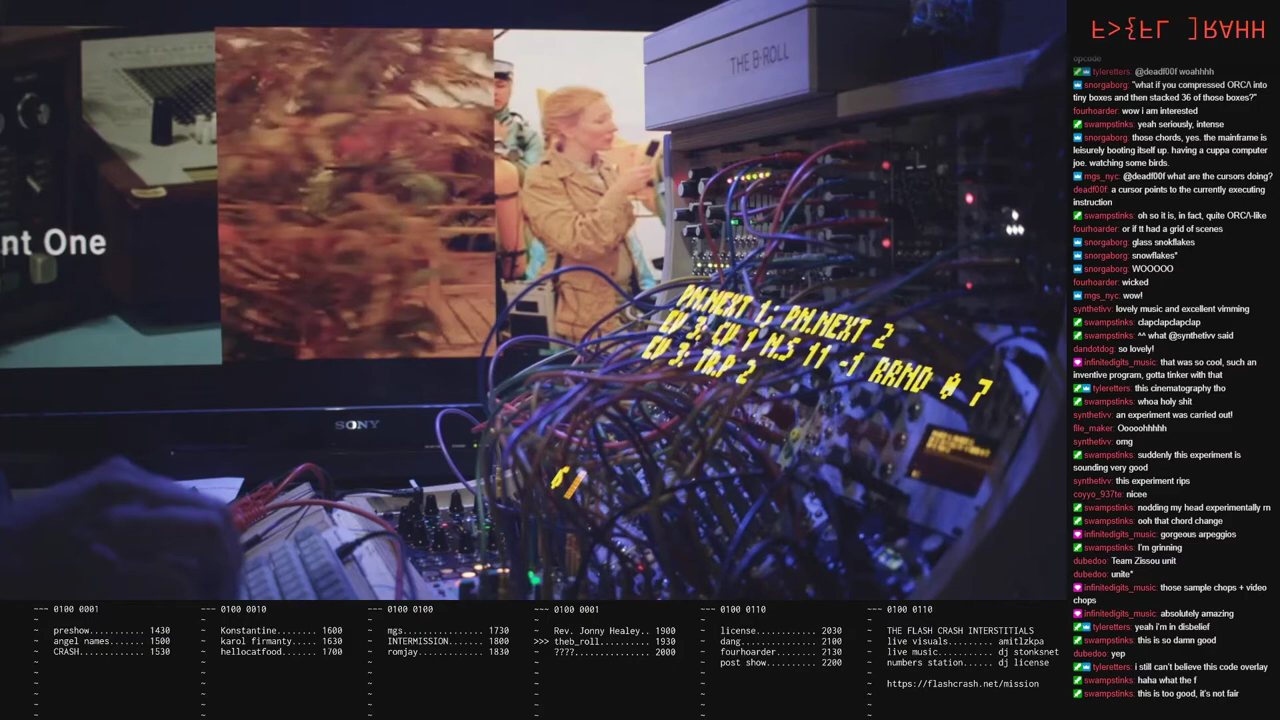 THE B-ROLL
nt One
SONY
PM.NEXT 1; PM.NEXT 2
EV 3: CV 1 N.S 11 -1 RRND 0 7
EV 3: TR.P 2
6
opcode
tyleretters: @deadf00f woahhhh
snorgaborg: "what if you compressed ORCΛ into
tiny boxes and then stacked 36 of those boxes?"
fourhoarder: wow i am interested
swampstinks: yeah seriously, intense
snorgaborg: those chords, yes. the mainframe is
leisurely booting itself up. having a cuppa computer
joe. watching some birds.
mgs_nyc: @deadf00f what are the cursors doing?
deadf00f: a cursor points to the currently executing
instruction
swampstinks: oh so it is, in fact, quite ORCΛ-like
fourhoarder: or if tt had a grid of scenes
snorgaborg: glass snokflakes
snorgaborg: snowflakes*
snorgaborg: WOOOOO
fourhoarder: wicked
mgs_nyc: wow!
synthetivv: lovely music and excellent vimming
swampstinks: clapclapclapclap
swampstinks: ^^ what @synthetivv said
dandotdog: so lovely!
infinitedigits_music: that was so cool, such an
inventive program, gotta tinker with that
tyleretters: this cinematography tho
swampstinks: whoa holy shit
synthetivv: an experiment was carried out!
file_maker: Ooooohhhhh
synthetivv: omg
swampstinks: suddenly this experiment is
sounding very good
synthetivv: this experiment rips
coyyo_937te: nicee
swampstinks: nodding my head experimentally rn
swampstinks: ooh that chord change
infinitedigits_music: gorgeous arpeggios
swampstinks: I'm grinning
dubedoo: Team Zissou unit
dubedoo: unite*
infinitedigits_music: those sample chops + video
chops
infinitedigits_music: absolutely amazing
tyleretters: yeah i'm in disbelief
swampstinks: this is so damn good
dubedoo: yep
tyleretters: i still can't believe this code overlay
swampstinks: haha what the f
swampstinks: this is too good, it's not fair
~~~ 0100 0001
preshow.......... 1430
angel names...... 1500
CRASH............ 1530
~~~ 0100 0010
Konstantine...... 1600
karol firmanty... 1630
hellocatfood..... 1700
~~~ 0100 0100
mgs.............. 1730
INTERMISSION..... 1800
romjay........... 1830
~~~ 0100 0001
Rev. Jonny Healey.. 1900
>>> theb_roll......... 1930
????.............. 2000
~~~ 0100 0110
license.......... 2030
dang............. 2100
fourhoarder...... 2130
post show........ 2200
~~~ 0100 0110
THE FLASH CRASH INTERSTITIALS
live visuals...... amitlzkpa
live music..... dj stonksnet
numbers station... dj license
https://flashcrash.net/mission